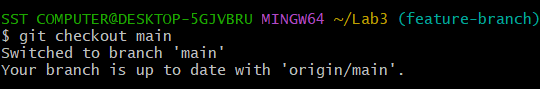 SST COMPUTER@DESKTOP-5GJVBRU MINGW64 ~/Lab3 (feature-branch)
$ git checkout main
Switched to branch 'main'
Your branch is up to date with 'origin/main'.